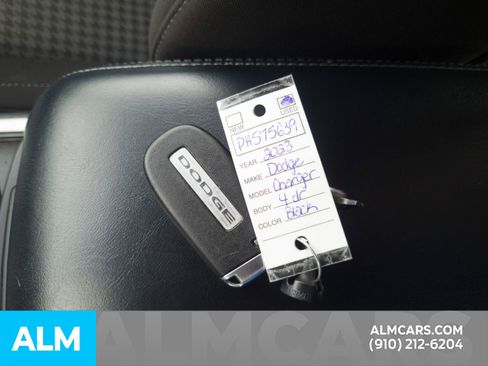 NEW
USED
PH575639
YEAR 2023
MAKE Dodge
MODEL Charger
BODY 4 dr
COLOR Black
DODGE
ALM
ALMCARS
ALMCARS.COM
(910) 212-6204